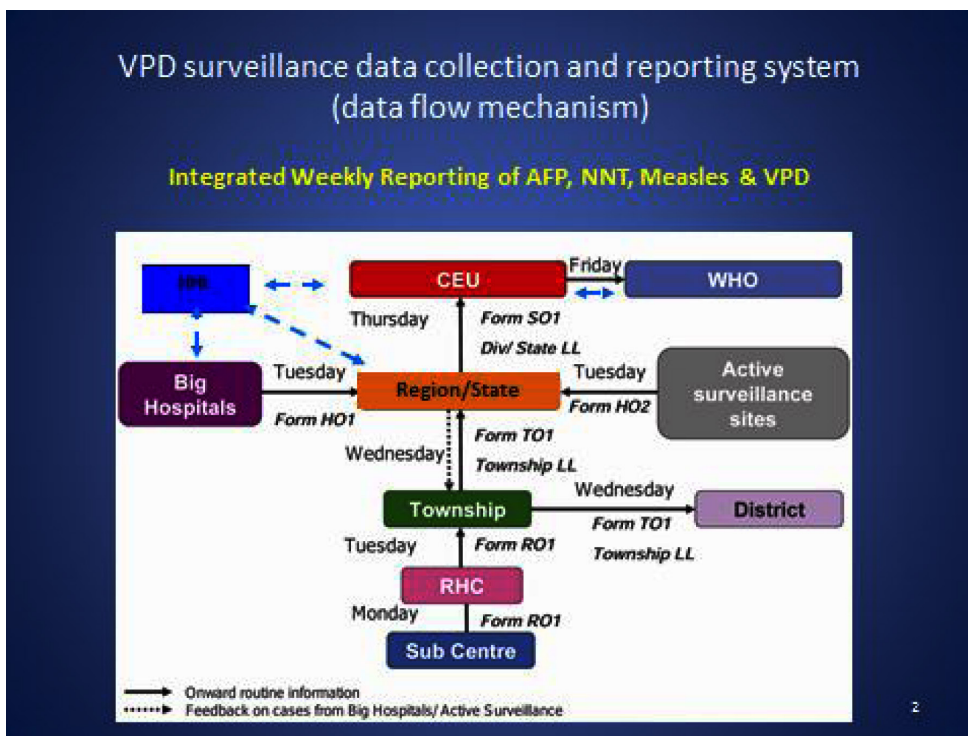 VPD surveillance data collection and reporting system
(data flow mechanism)
Integrated Weekly Reporting of AFP, NNT, Measles & VPD
CEU
Friday
WHO
Thursday
Form SO1
Div/ State LL
Big
Hospitals
Tuesday
Form HO1
Region/State
Tuesday
Form HO2
Active
surveillance
sites
Wednesday
Form TO1
Township LL
Township
Wednesday
Form TO1
Township LL
District
Tuesday
Form RO1
RHC
Monday
Form RO1
Sub Centre
Onward routine information
Feedback on cases from Big Hospitals/ Active Surveillance
2